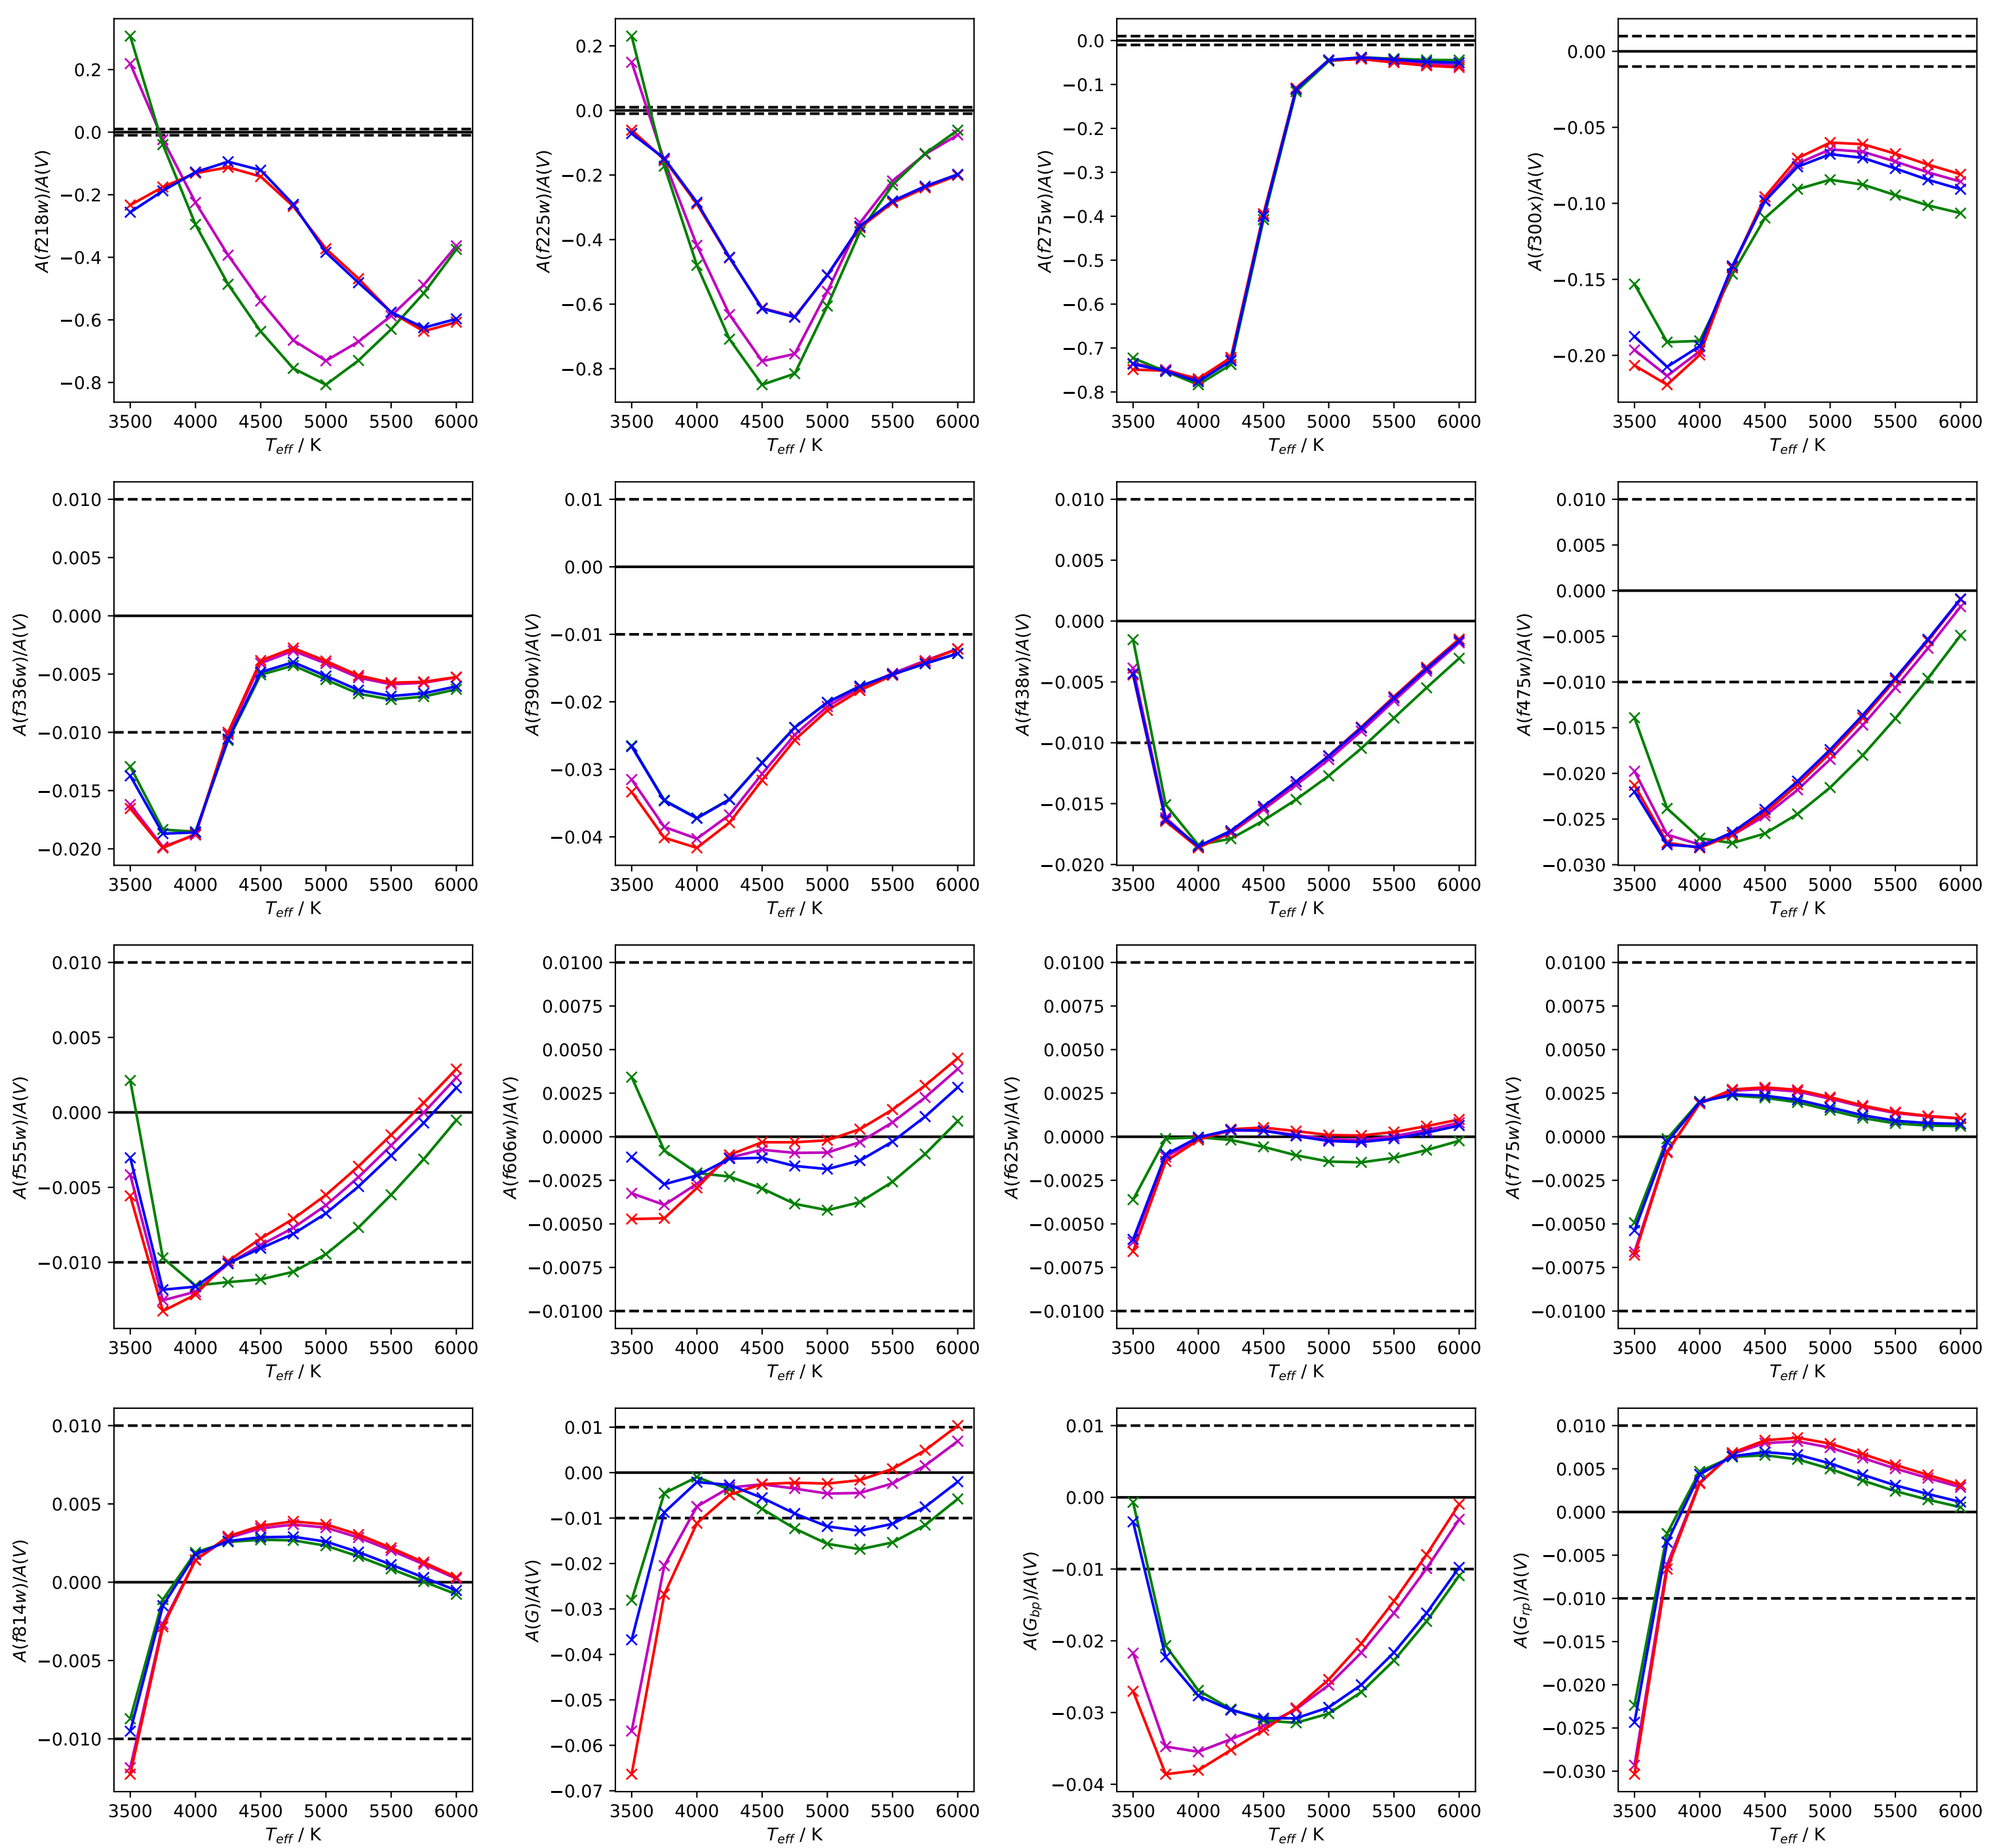 A(f218w)/A(V)
0.2
0.0
−0.2
−0.4
−0.6
−0.8
3500 4000 4500 5000 5500 6000
T_eff / K
A(f225w)/A(V)
0.2
0.0
−0.2
−0.4
−0.6
−0.8
3500 4000 4500 5000 5500 6000
T_eff / K
A(f275w)/A(V)
0.0
−0.1
−0.2
−0.3
−0.4
−0.5
−0.6
−0.7
−0.8
3500 4000 4500 5000 5500 6000
T_eff / K
A(f300x)/A(V)
0.00
−0.05
−0.10
−0.15
−0.20
3500 4000 4500 5000 5500 6000
T_eff / K
A(f336w)/A(V)
0.010
0.005
0.000
−0.005
−0.010
−0.015
−0.020
3500 4000 4500 5000 5500 6000
T_eff / K
A(f390w)/A(V)
0.01
0.00
−0.01
−0.02
−0.03
−0.04
3500 4000 4500 5000 5500 6000
T_eff / K
A(f438w)/A(V)
0.010
0.005
0.000
−0.005
−0.010
−0.015
−0.020
3500 4000 4500 5000 5500 6000
T_eff / K
A(f475w)/A(V)
0.010
0.005
0.000
−0.005
−0.010
−0.015
−0.020
−0.025
−0.030
3500 4000 4500 5000 5500 6000
T_eff / K
A(f555w)/A(V)
0.010
0.005
0.000
−0.005
−0.010
3500 4000 4500 5000 5500 6000
T_eff / K
A(f606w)/A(V)
0.0100
0.0075
0.0050
0.0025
0.0000
−0.0025
−0.0050
−0.0075
−0.0100
3500 4000 4500 5000 5500 6000
T_eff / K
A(f625w)/A(V)
0.0100
0.0075
0.0050
0.0025
0.0000
−0.0025
−0.0050
−0.0075
−0.0100
3500 4000 4500 5000 5500 6000
T_eff / K
A(f775w)/A(V)
0.0100
0.0075
0.0050
0.0025
0.0000
−0.0025
−0.0050
−0.0075
−0.0100
3500 4000 4500 5000 5500 6000
T_eff / K
A(f814w)/A(V)
0.010
0.005
0.000
−0.005
−0.010
3500 4000 4500 5000 5500 6000
T_eff / K
A(G)/A(V)
0.01
0.00
−0.01
−0.02
−0.03
−0.04
−0.05
−0.06
−0.07
3500 4000 4500 5000 5500 6000
T_eff / K
A(G_bp)/A(V)
0.01
0.00
−0.01
−0.02
−0.03
−0.04
3500 4000 4500 5000 5500 6000
T_eff / K
A(G_rp)/A(V)
0.010
0.005
0.000
−0.005
−0.010
−0.015
−0.020
−0.025
−0.030
3500 4000 4500 5000 5500 6000
T_eff / K